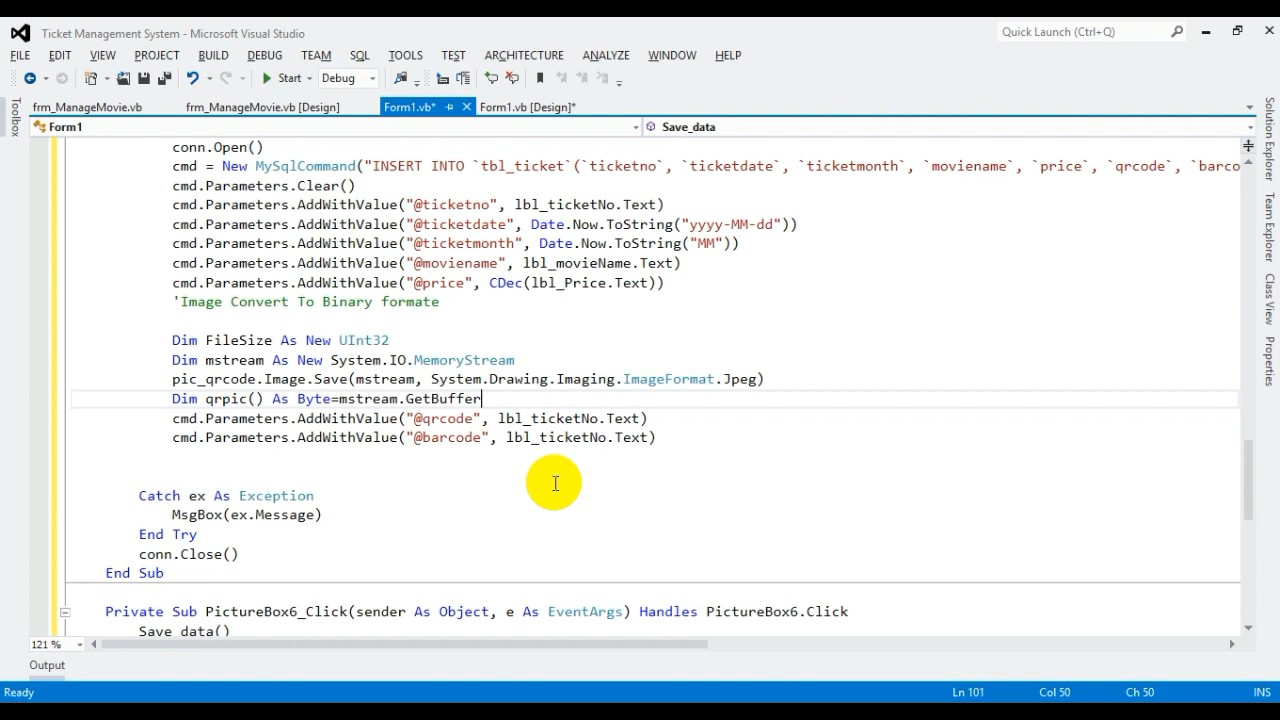 Ticket Management System - Microsoft Visual Studio
Quick Launch (Ctrl+Q)
FILE EDIT VIEW PROJECT BUILD DEBUG TEAM SQL TOOLS TEST ARCHITECTURE ANALYZE WINDOW HELP
Start Debug
frm_ManageMovie.vb frm_ManageMovie.vb [Design] Form1.vb* Form1.vb [Design]*
Toolbox
Form1 Save_data
conn.Open()
cmd = New MySqlCommand("INSERT INTO `tbl_ticket`(`ticketno`, `ticketdate`, `ticketmonth`, `moviename`, `price`, `qrcode`, `barco
cmd.Parameters.Clear()
cmd.Parameters.AddWithValue("@ticketno", lbl_ticketNo.Text)
cmd.Parameters.AddWithValue("@ticketdate", Date.Now.ToString("yyyy-MM-dd"))
cmd.Parameters.AddWithValue("@ticketmonth", Date.Now.ToString("MM"))
cmd.Parameters.AddWithValue("@moviename", lbl_movieName.Text)
cmd.Parameters.AddWithValue("@price", CDec(lbl_Price.Text))
'Image Convert To Binary formate
Dim FileSize As New UInt32
Dim mstream As New System.IO.MemoryStream
pic_qrcode.Image.Save(mstream, System.Drawing.Imaging.ImageFormat.Jpeg)
Dim qrpic() As Byte=mstream.GetBuffer
cmd.Parameters.AddWithValue("@qrcode", lbl_ticketNo.Text)
cmd.Parameters.AddWithValue("@barcode", lbl_ticketNo.Text)
Catch ex As Exception
MsgBox(ex.Message)
End Try
conn.Close()
End Sub
Private Sub PictureBox6_Click(sender As Object, e As EventArgs) Handles PictureBox6.Click
Save_data()
121 %
Solution Explorer
Team Explorer
Class View
Properties
Output
Ready Ln 101 Col 50 Ch 50 INS